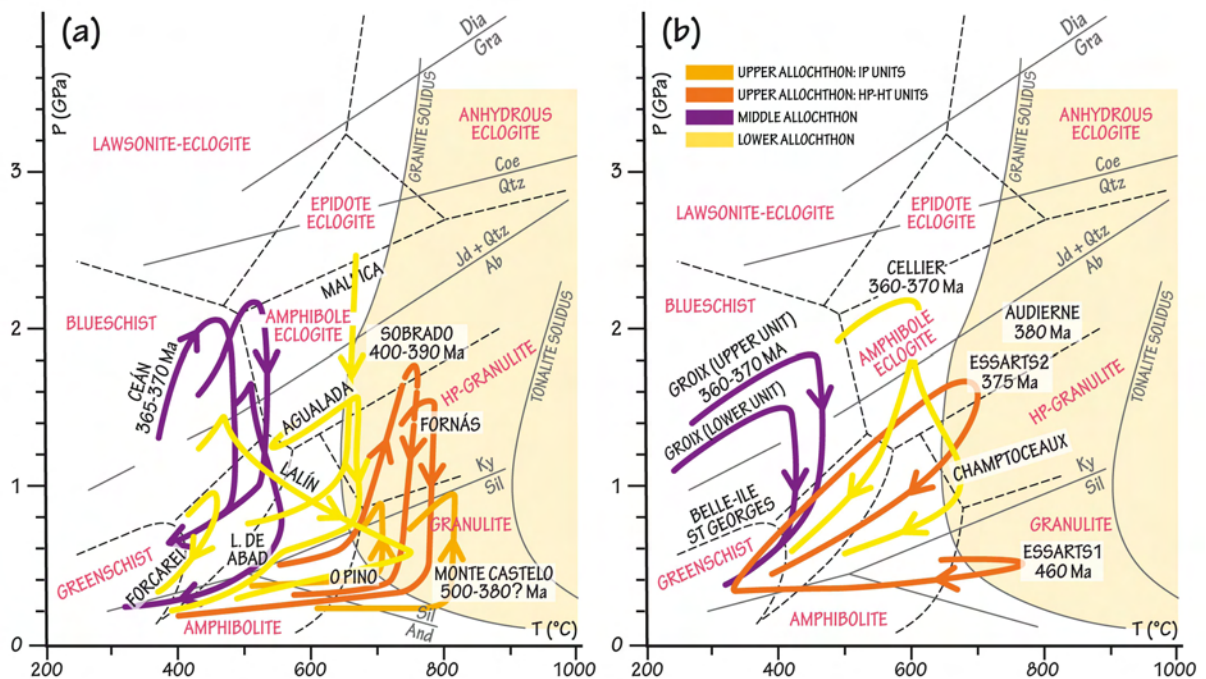 (a)
P (GPa)
3
2
1
0
200
400
600
800
1000
T (°C)
Dia
Gra
GRANITE SOLIDUS
ANHYDROUS
ECLOGITE
LAWSONITE-ECLOGITE
Coe
Qtz
EPIDOTE
ECLOGITE
Jd + Qtz
Ab
MALPICA
BLUESCHIST
AMPHIBOLE
ECLOGITE
SOBRADO
400-390 Ma
TONALITE SOLIDUS
CEÁN
365-370 Ma
AGUALADA
HP-GRANULITE
FORNÁS
LALÍN
Ky
Sil
GRANULITE
GREENSCHIST
FORCAREI
L. DE
ABAD
O PINO
MONTE CASTELO
500-380? Ma
AMPHIBOLITE
Sil
And
(b)
P (GPa)
3
2
1
0
200
400
600
800
1000
T (°C)
UPPER ALLOCHTHON: IP UNITS
UPPER ALLOCHTHON: HP-HT UNITS
MIDDLE ALLOCHTHON
LOWER ALLOCHTHON
Dia
Gra
GRANITE SOLIDUS
ANHYDROUS
ECLOGITE
Coe
Qtz
LAWSONITE-ECLOGITE
EPIDOTE
ECLOGITE
Jd + Qtz
Ab
CELLIER
360-370 Ma
BLUESCHIST
AUDIERNE
380 Ma
AMPHIBOLE
ECLOGITE
TONALITE SOLIDUS
GROIX (UPPER UNIT)
360-370 MA
ESSARTS2
375 Ma
HP-GRANULITE
GROIX (LOWER UNIT)
CHAMPTOCEAUX
Ky
Sil
BELLE-ILE
ST GEORGES
GRANULITE
GREENSCHIST
ESSARTS1
460 Ma
AMPHIBOLITE